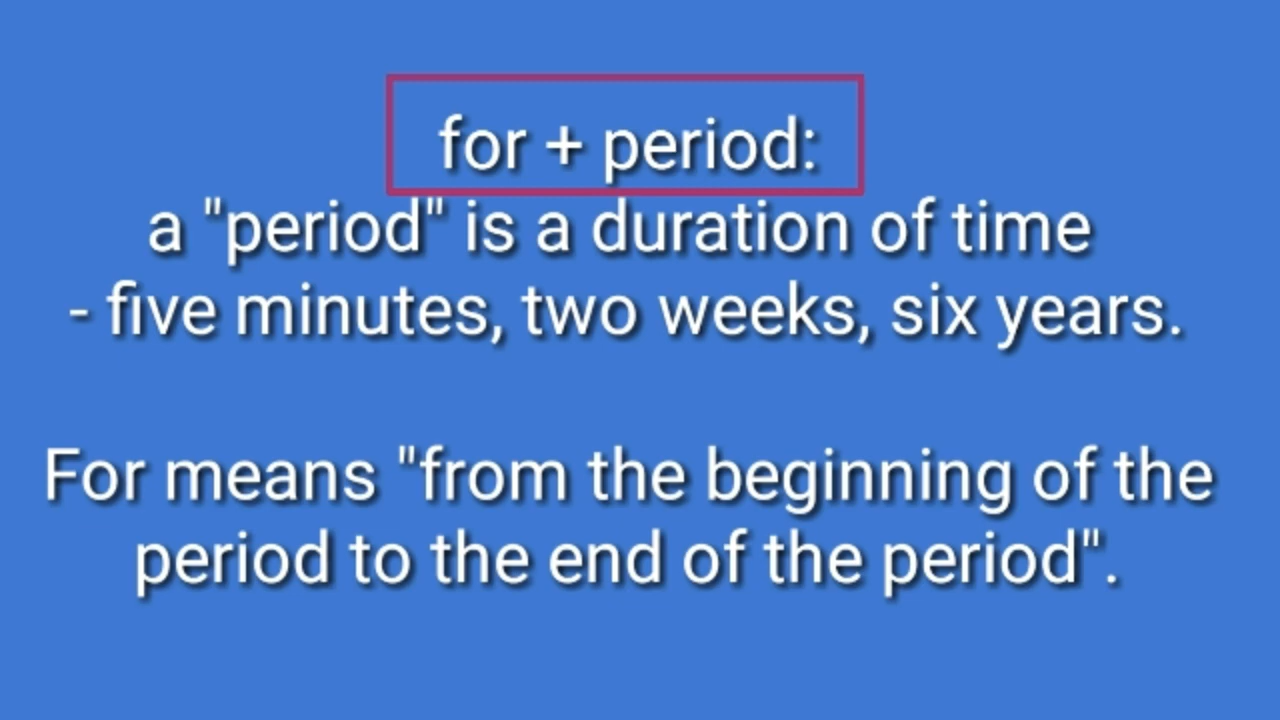 for + period:
a "period" is a duration of time
- five minutes, two weeks, six years.
For means "from the beginning of the
period to the end of the period".